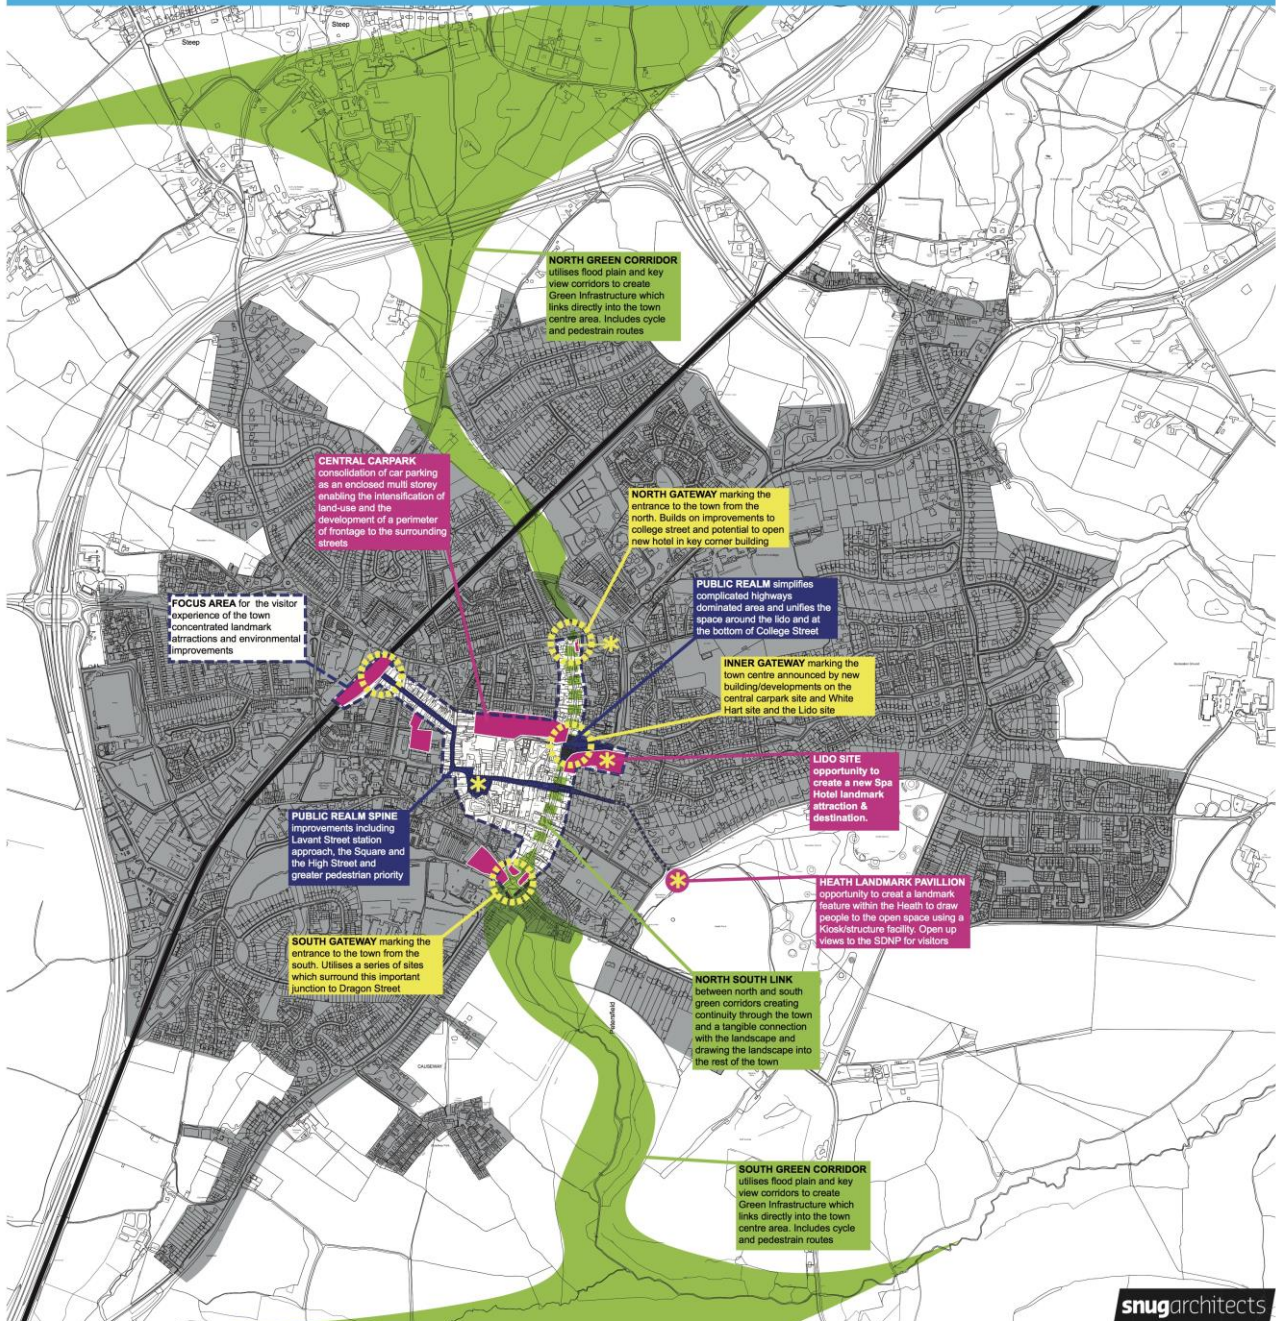 Steep
Steep
NORTH GREEN CORRIDOR
utilises flood plain and key
view corridors to create
Green Infrastructure which
links directly into the town
centre area. Includes cycle
and pedestrain routes
CENTRAL CARPARK
consolidation of car parking
as an enclosed multi storey
enabling the intensification of
land-use and the
development of a perimeter
of frontage to the surrounding
streets
NORTH GATEWAY marking the
entrance to the town from the
north. Builds on improvements to
college street and potential to open
new hotel in key corner building
FOCUS AREA for the visitor
experience of the town
concentrated landmark
atrractions and environmental
improvements
PUBLIC REALM simplifies
complicated highways
dominated area and unifies the
space around the lido and at
the bottom of College Street
INNER GATEWAY marking the
town centre announced by new
building/developments on the
central carpark site and White
Hart site and the Lido site
LIDO SITE
opportunity to
create a new Spa
Hotel landmark
attraction &
destination.
PUBLIC REALM SPINE
improvements including
Lavant Street station
approach, the Square and
the High Street and
greater pedestrian priority
HEATH LANDMARK PAVILLION
opportunity to creat a landmark
feature within the Heath to draw
people to the open space using a
Kiosk/structure facility. Open up
views to the SDNP for visitors
SOUTH GATEWAY marking the
entrance to the town from the
south. Utilises a series of sites
which surround this important
junction to Dragon Street
NORTH SOUTH LINK
between north and south
green corridors creating
continuity through the town
and a tangible connection
with the landscape and
drawing the landscape into
the rest of the town
Petersfield
CAUSEWAY
SOUTH GREEN CORRIDOR
utilises flood plain and key
view corridors to create
Green Infrastructure which
links directly into the town
centre area. Includes cycle
and pedestrain routes
snugarchitects